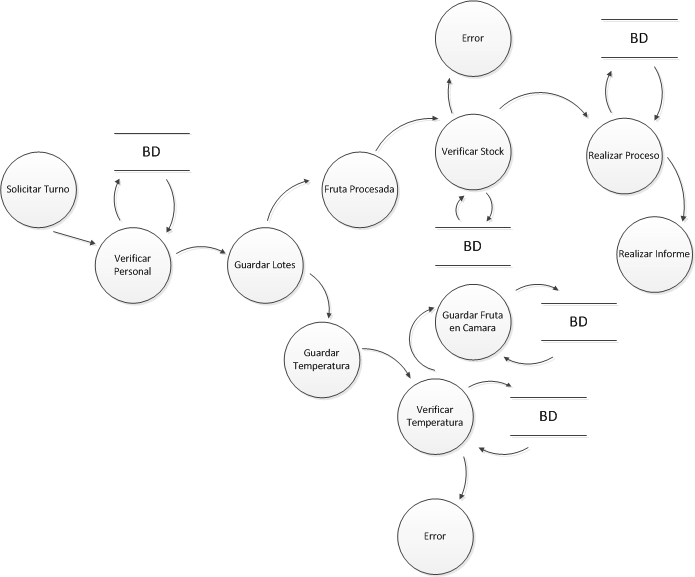 Error
BD
BD
Verificar Stock
Realizar Proceso
Solicitar Turno
Fruta Procesada
Verificar
Personal
Guardar Lotes
BD
Realizar Informe
Guardar Fruta
en Camara
BD
Guardar
Temperatura
Verificar
Temperatura
BD
Error